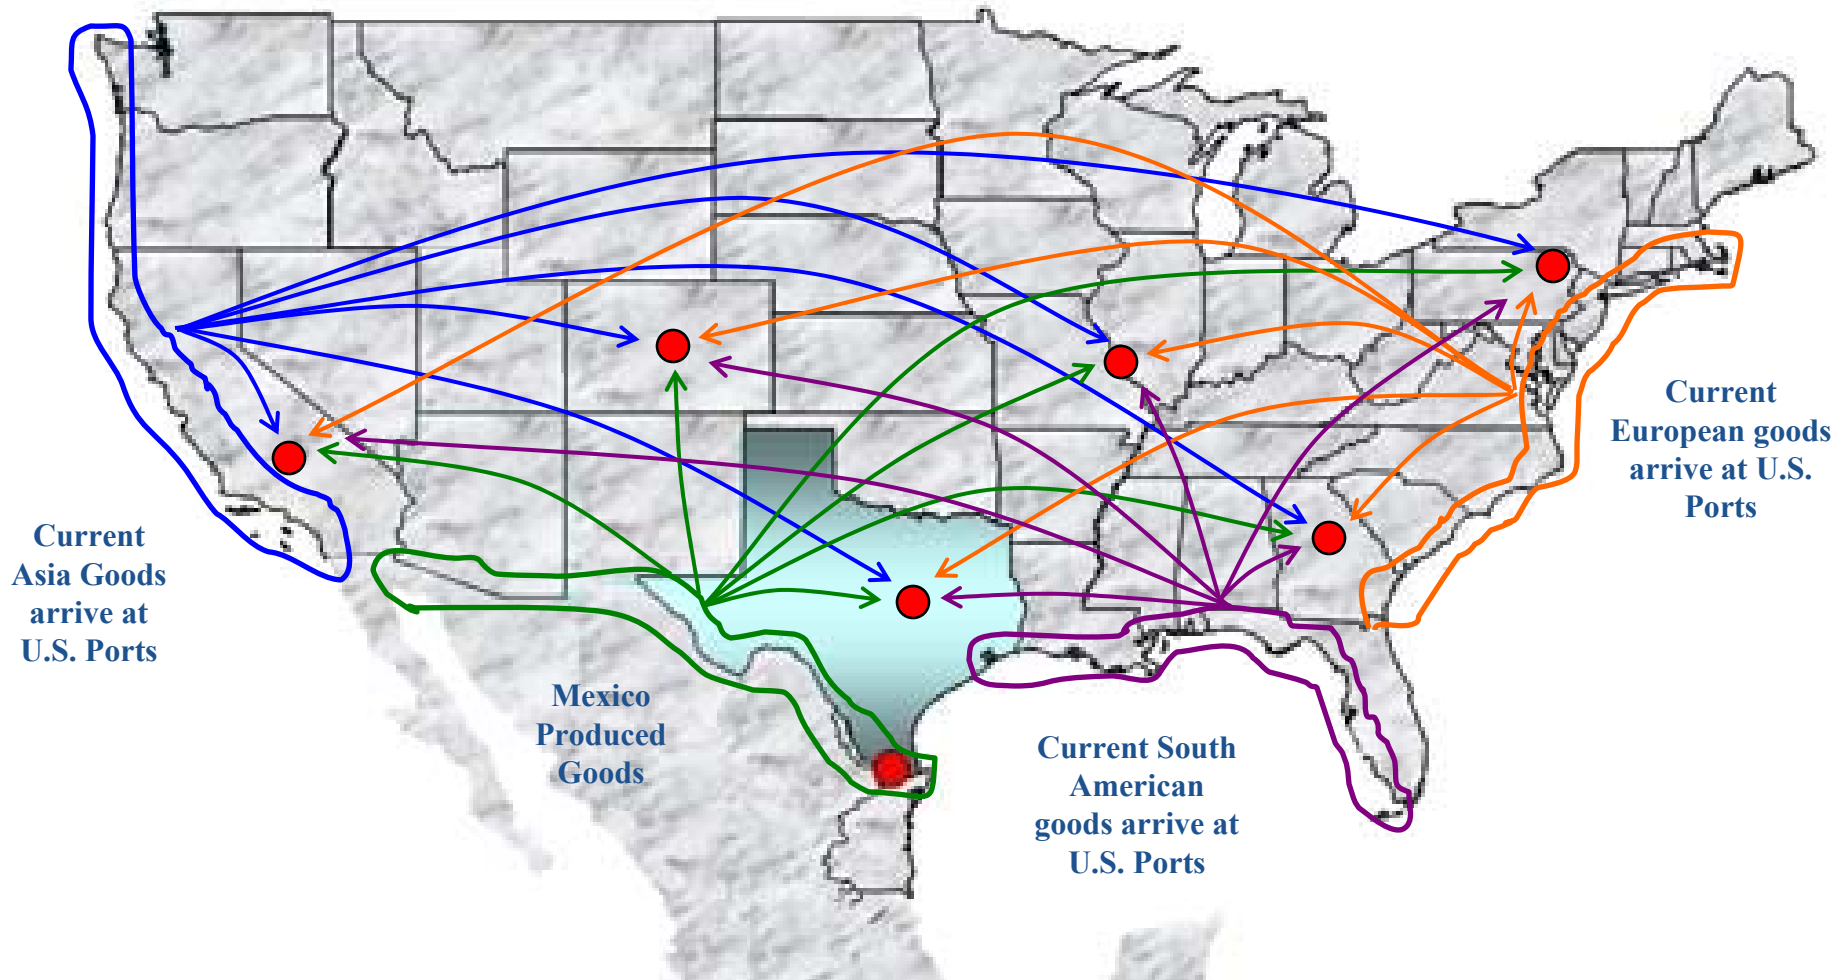 Current
Asia Goods
arrive at
U.S. Ports
Mexico
Produced
Goods
Current South
American
goods arrive at
U.S. Ports
Current
European goods
arrive at U.S.
Ports